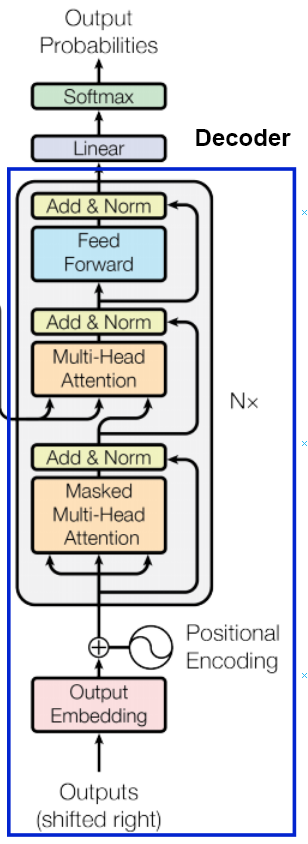 Output
Probabilities
Softmax
Linear
Decoder
Add & Norm
Feed
Forward
Add & Norm
Multi-Head
Attention
N×
Add & Norm
Masked
Multi-Head
Attention
Positional
Encoding
Output
Embedding
Outputs
(shifted right)